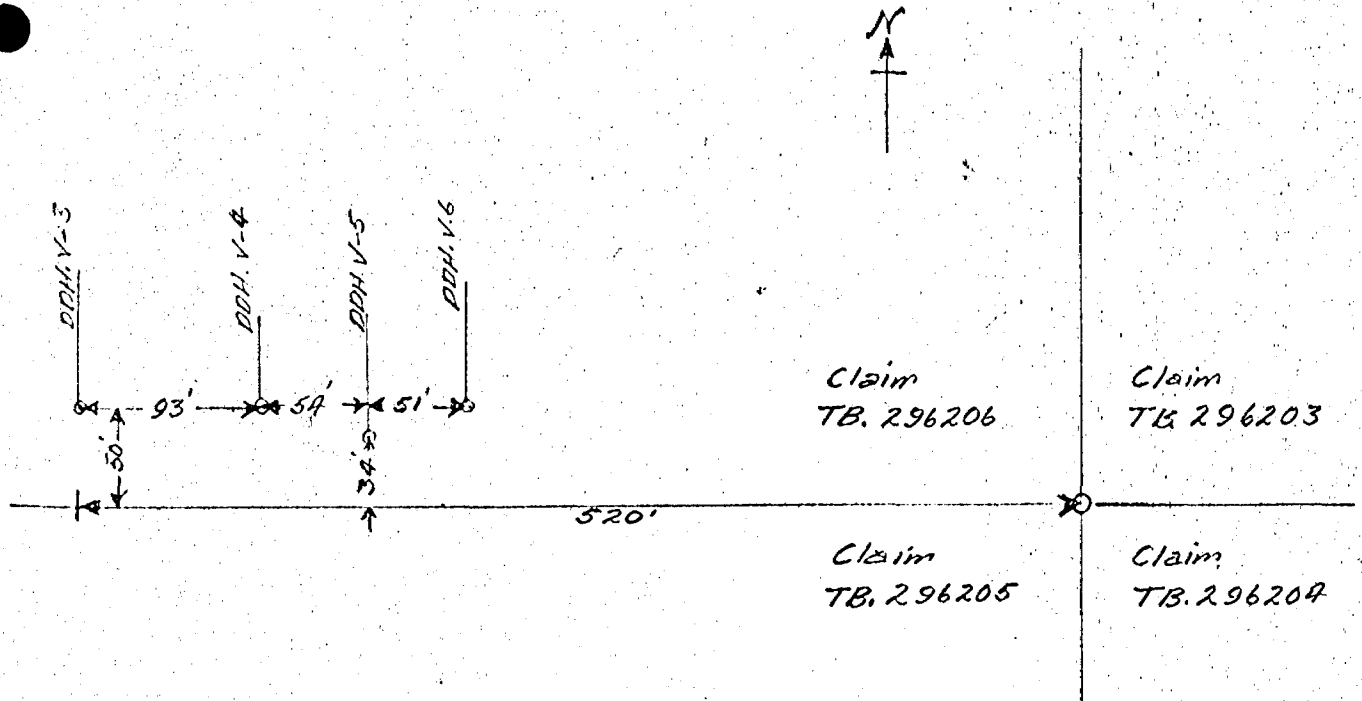 N
DDH.V-3
DDH.V-4
DDH.V-5
DDH.V.6
93'
54'
51'
50'
34'
520'
Claim
TB. 296206
Claim
TB 296203
Claim
TB. 296205
Claim
TB. 296204